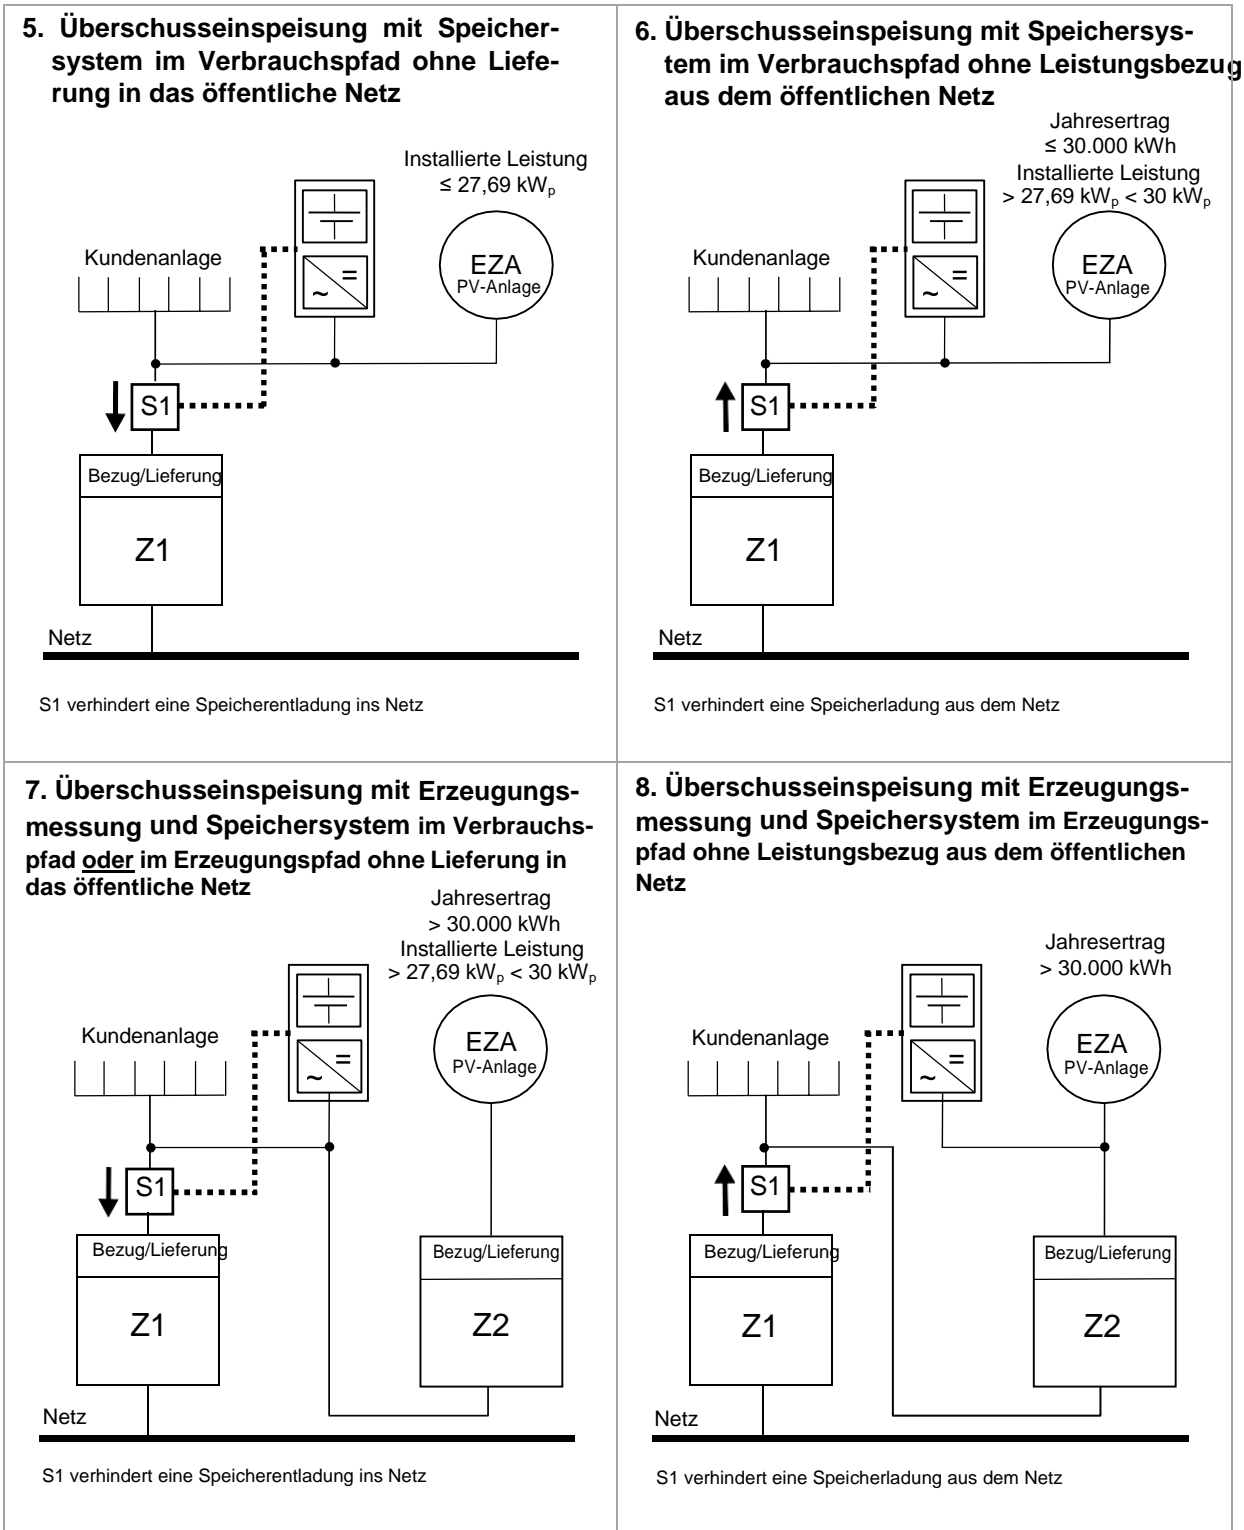 5. Überschusseinspeisung mit Speicher-
system im Verbrauchspfad ohne Liefe-
rung in das öffentliche Netz
Installierte Leistung
≤ 27,69 kWp
Kundenanlage
EZA
PV-Anlage
=
~
S1
Bezug/Lieferung
Z1
Netz
S1 verhindert eine Speicherentladung ins Netz
6. Überschusseinspeisung mit Speichersys-
tem im Verbrauchspfad ohne Leistungsbezug
aus dem öffentlichen Netz
Jahresertrag
≤ 30.000 kWh
Installierte Leistung
> 27,69 kWp < 30 kWp
Kundenanlage
EZA
PV-Anlage
=
~
S1
Bezug/Lieferung
Z1
Netz
S1 verhindert eine Speicherladung aus dem Netz
7. Überschusseinspeisung mit Erzeugungs-
messung und Speichersystem im Verbrauchs-
pfad oder im Erzeugungspfad ohne Lieferung in
das öffentliche Netz
Jahresertrag
> 30.000 kWh
Installierte Leistung
> 27,69 kWp < 30 kWp
Kundenanlage
EZA
PV-Anlage
=
~
S1
Bezug/Lieferung
Bezug/Lieferung
Z1
Z2
Netz
S1 verhindert eine Speicherentladung ins Netz
8. Überschusseinspeisung mit Erzeugungs-
messung und Speichersystem im Erzeugungs-
pfad ohne Leistungsbezug aus dem öffentlichen
Netz
Jahresertrag
> 30.000 kWh
Kundenanlage
EZA
PV-Anlage
=
~
S1
Bezug/Lieferung
Bezug/Lieferung
Z1
Z2
Netz
S1 verhindert eine Speicherladung aus dem Netz